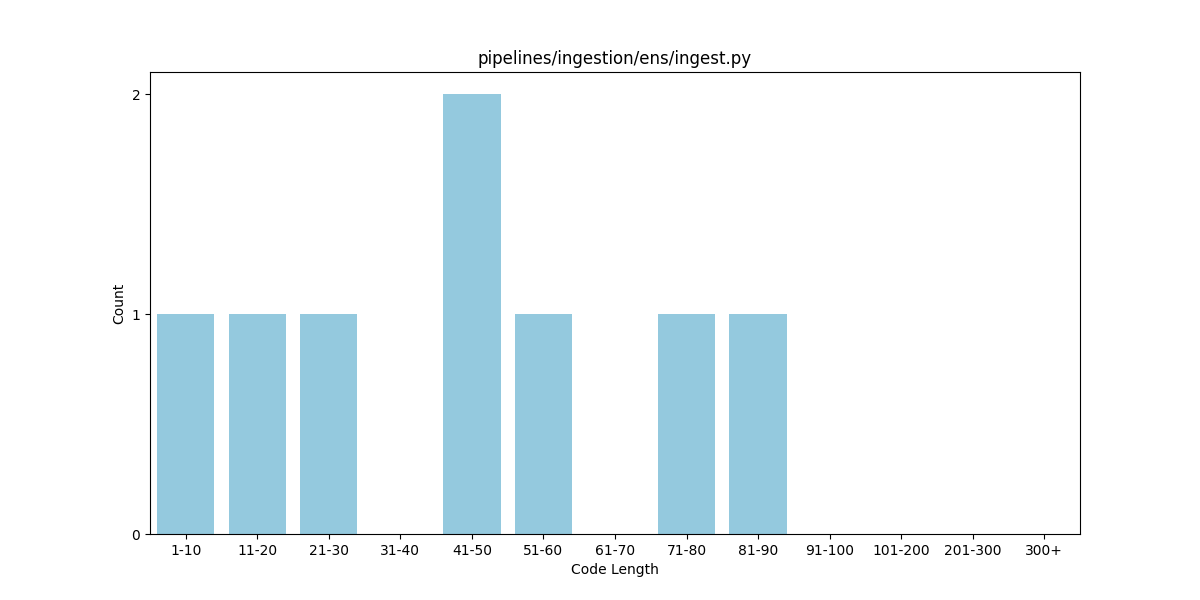 pipelines/ingestion/ens/ingest.py
2
1
0
Count
1-10 11-20 21-30 31-40 41-50 51-60 61-70 71-80 81-90 91-100 101-200 201-300 300+
Code Length